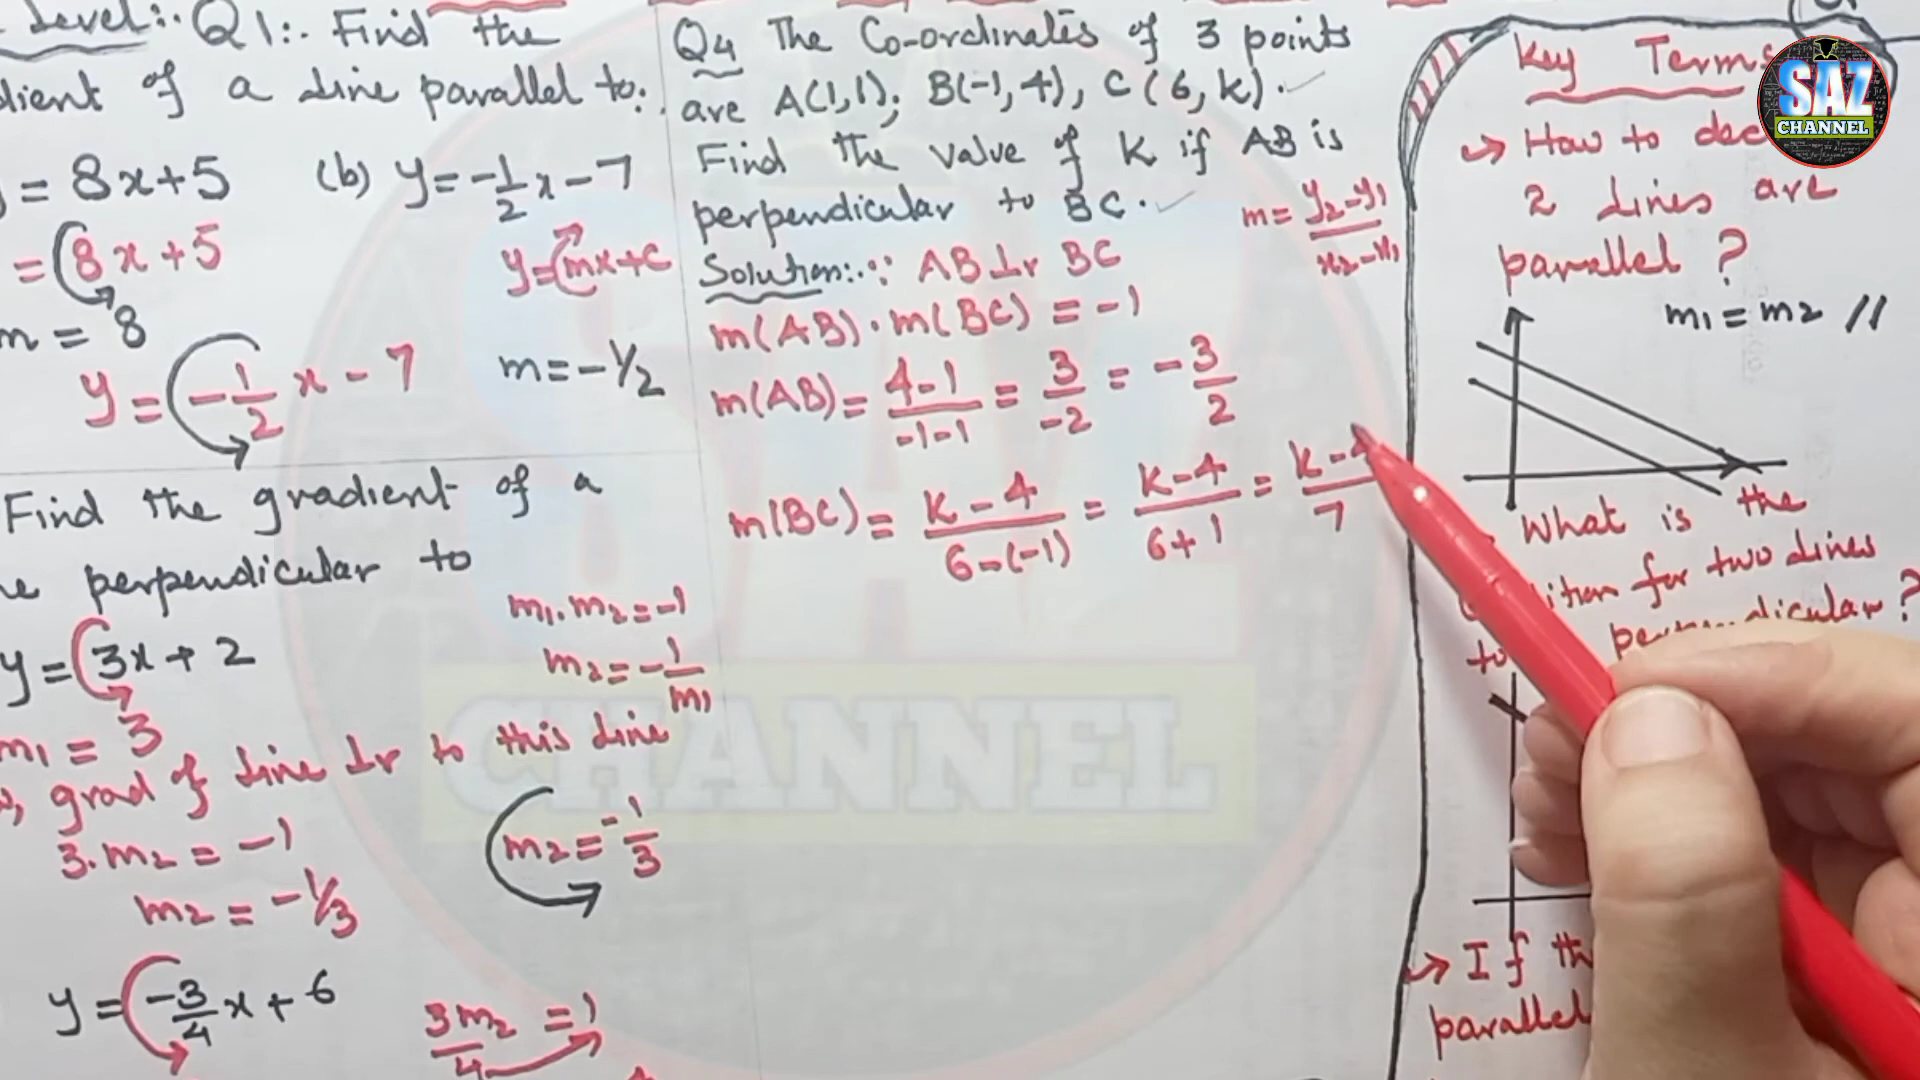 Level:. Q1:. Find the
dient of a line parallel to:.
y = 8x+5 (b) y=-1/2 x-7
= 8x+5 y=mx+c
m = 8
y = -1/2 x - 7 m=-1/2
Find the gradient of a
perpendicular to
m1.m2=-1
y = 3x+2 m2=-1/m1
m1 = 3
grad of line ⊥r to this line
3.m2 = -1
m2 = -1/3 m2=-1/3
y = -3/4 x+6
3m2/4 =1
Q4 The Co-ordinates of 3 points
are A(1,1); B(-1,4), C(6,k).
Find the value of k if AB is
perpendicular to BC.
m= y2-y1/x2-x1
Solution:. ∵ AB⊥r BC
m(AB).m(BC) = -1
m(AB)= 4-1/-1-1 = 3/-2 = -3/2
m(BC)= k-4/6-(-1) = k-4/6+1 = k-4/7
Key Terms
→ How to dec
2 lines are
parallel ?
m1=m2 //
What is the
dition for two lines
to perpendicular?
→ If th
parallel
SAZ
CHANNEL
SAZ
CHANNEL